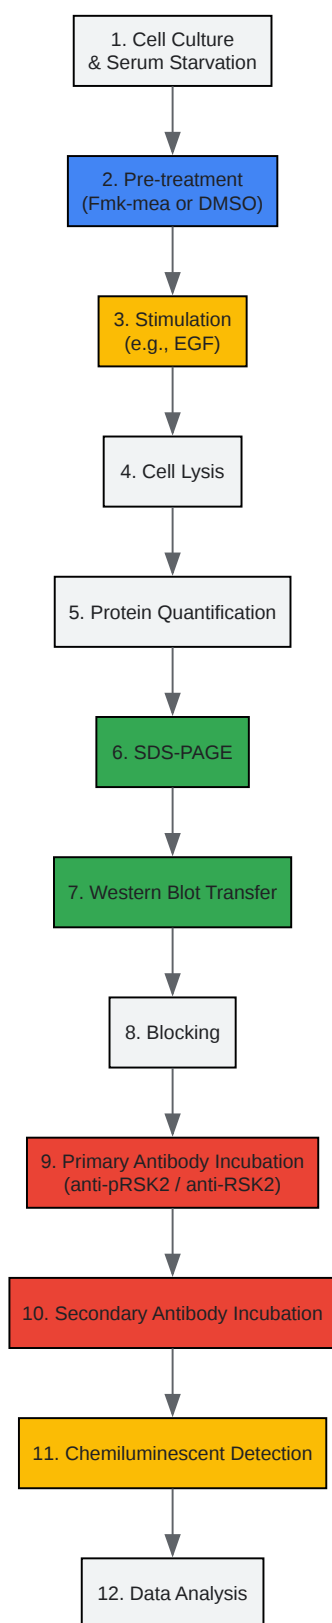 1. Cell Culture
& Serum Starvation
2. Pre-treatment
(Fmk-mea or DMSO)
3. Stimulation
(e.g., EGF)
4. Cell Lysis
5. Protein Quantification
6. SDS-PAGE
7. Western Blot Transfer
8. Blocking
9. Primary Antibody Incubation
(anti-pRSK2 / anti-RSK2)
10. Secondary Antibody Incubation
11. Chemiluminescent Detection
12. Data Analysis